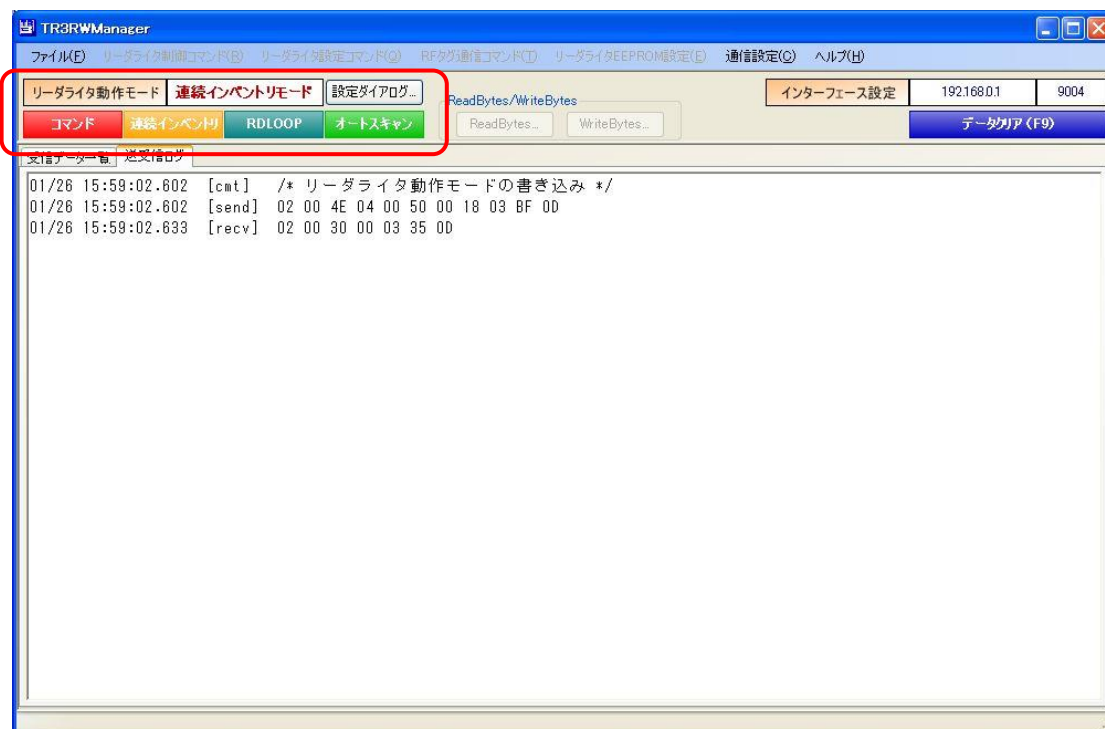 TR3RWManager
ファイル(F) リーダライタ制御コマンド(R) リーダライタ設定コマンド(Q) RFタグ通信コマンド(T) リーダライタEEPROM設定(E) 通信設定(C) ヘルプ(H)
リーダライタ動作モード 連続インベントリモード 設定ダイアログ... ReadBytes/WriteBytes インターフェース設定 192.168.0.1 9004
コマンド 連続インベントリ RDLOOP オートスキャン ReadBytes... WriteBytes... データクリア (F9)
受信データ一覧 送受信ログ
01/26 15:59:02.602 [cmt] /* リーダライタ動作モードの書き込み */
01/26 15:59:02.602 [send] 02 00 4E 04 00 50 00 18 03 BF 0D
01/26 15:59:02.633 [recv] 02 00 30 00 03 35 0D